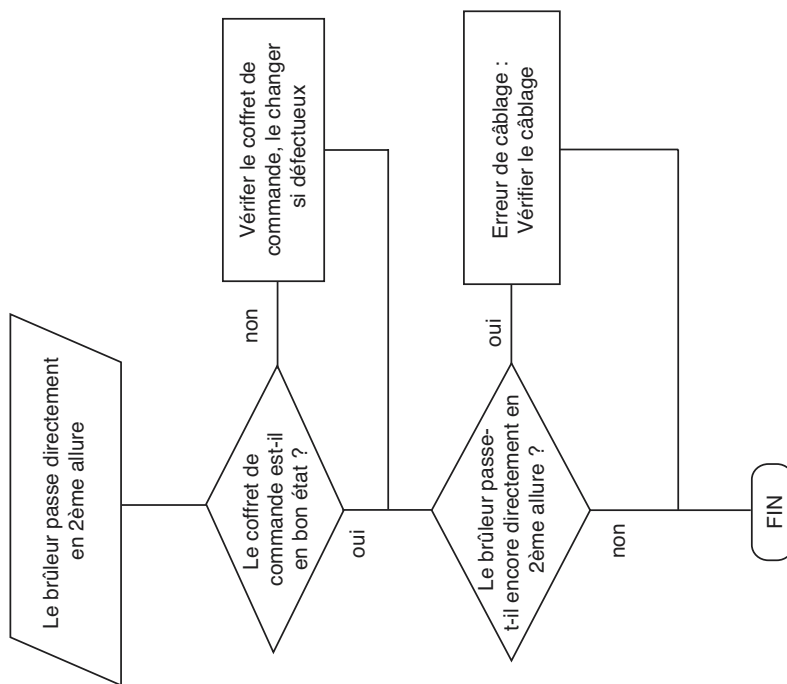 Le brûleur passe directement
en 2ème allure
Le coffret de
commande est-il
en bon état ?
non
Vérifer le coffret de
commande, le changer
si défectueux
oui
Le brûleur passe-
t-il encore directement en
2ème allure ?
oui
Erreur de câblage :
Vérifier le câblage
non
FIN